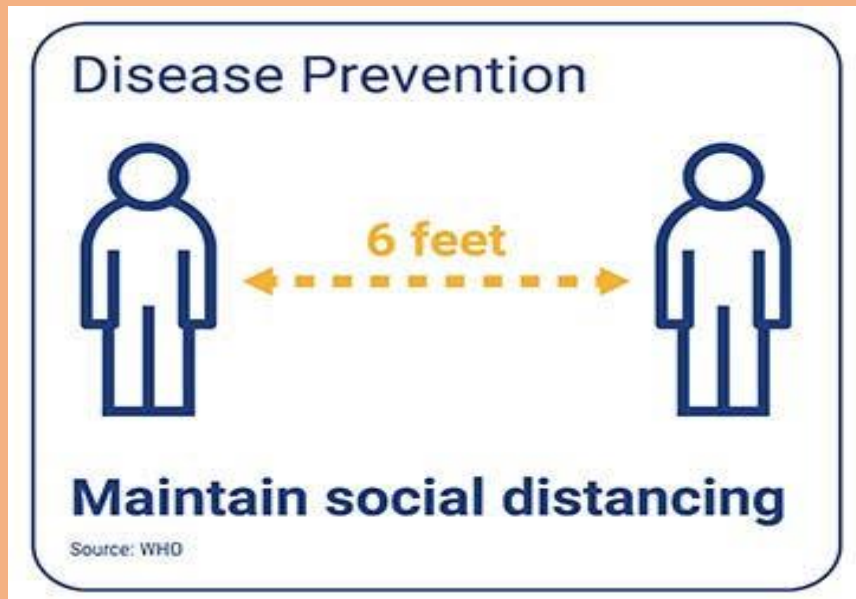 Disease Prevention
6 feet
Maintain social distancing
Source: WHO